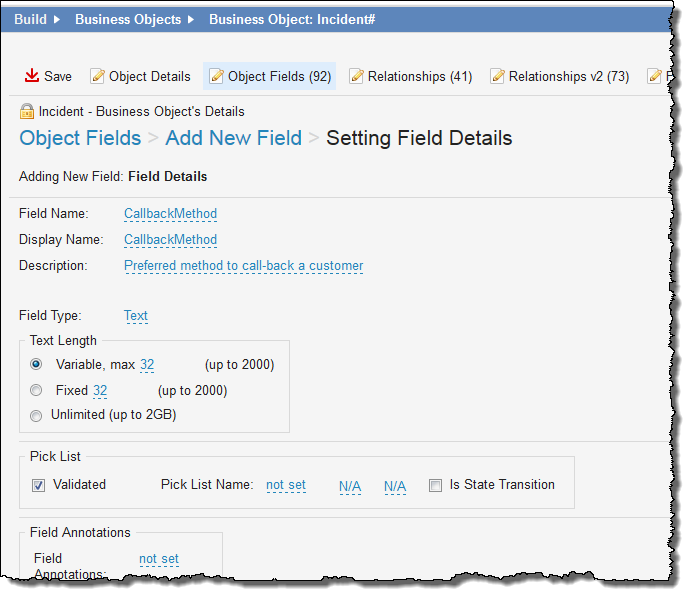 Build ▸ Business Objects ▸ Business Object: Incident#
Save Object Details Object Fields (92) Relationships (41) Relationships v2 (73)
Incident - Business Object's Details
Object Fields > Add New Field > Setting Field Details
Adding New Field: Field Details
Field Name: CallbackMethod
Display Name: CallbackMethod
Description: Preferred method to call-back a customer
Field Type: Text
Text Length
Variable, max 32 (up to 2000)
Fixed 32 (up to 2000)
Unlimited (up to 2GB)
Pick List
Validated Pick List Name: not set N/A N/A Is State Transition
Field Annotations
Field not set
Annotations: